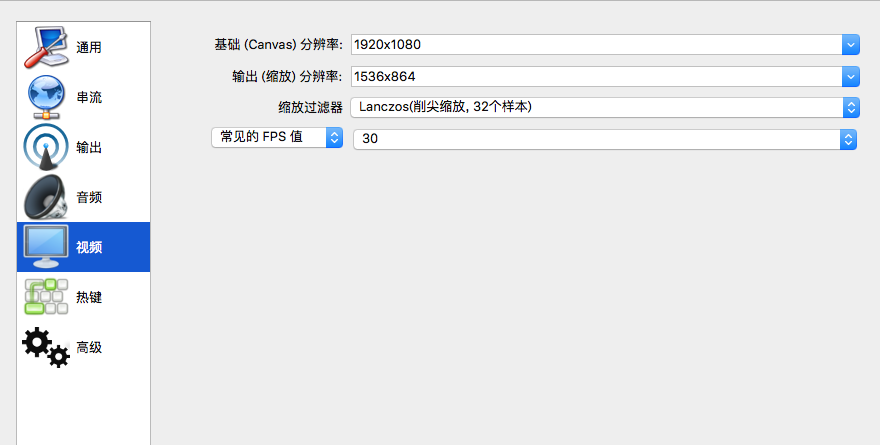 通用
串流
输出
音频
视频
热键
高级
基础 (Canvas) 分辨率: 1920x1080
输出 (缩放) 分辨率: 1536x864
缩放过滤器 Lanczos(削尖缩放, 32个样本)
常见的 FPS 值 30